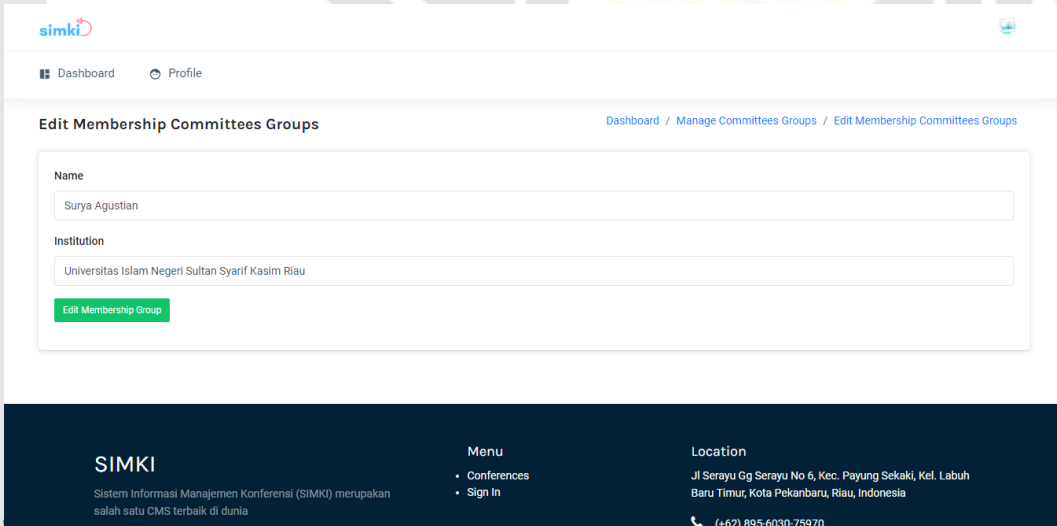 simki
Dashboard Profile
Edit Membership Committees Groups
Dashboard / Manage Committees Groups / Edit Membership Committees Groups
Name
Surya Agustian
Institution
Universitas Islam Negeri Sultan Syarif Kasim Riau
Edit Membership Group
SIMKI
Sistem Informasi Manajemen Konferensi (SIMKI) merupakan
salah satu CMS terbaik di dunia
Menu
• Conferences
• Sign In
Location
Jl Serayu Gg Serayu No 6, Kec. Payung Sekaki, Kel. Labuh
Baru Timur, Kota Pekanbaru, Riau, Indonesia
(+62) 895-6030-75970